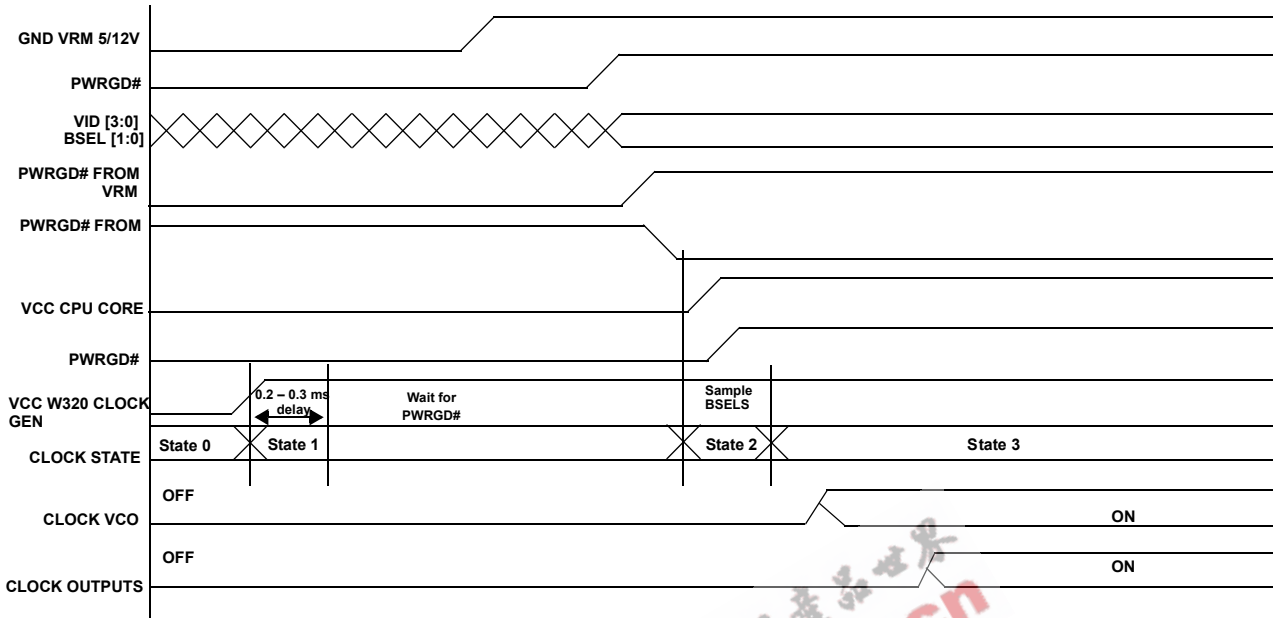 GND VRM 5/12V
PWRGD#
VID [3:0]
BSEL [1:0]
PWRGD# FROM
VRM
PWRGD# FROM
VCC CPU CORE
PWRGD#
VCC W320 CLOCK
GEN
0.2 – 0.3 ms
delay
Wait for
PWRGD#
Sample
BSELS
CLOCK STATE
State 0
State 1
State 2
State 3
OFF
CLOCK VCO
ON
OFF
CLOCK OUTPUTS
ON